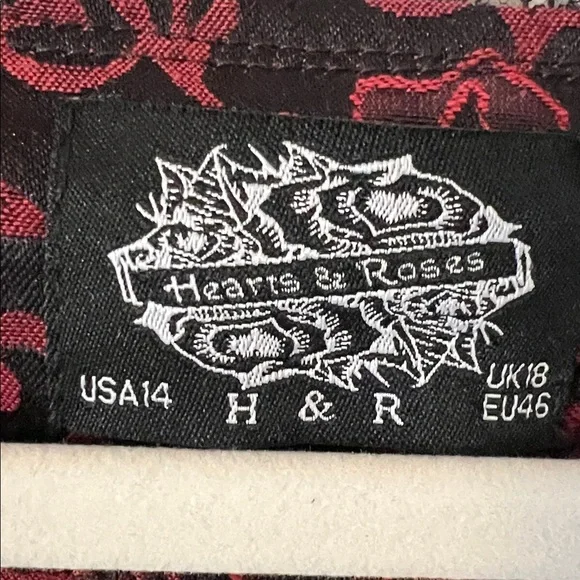 Hearts & Roses
USA14
H & R
UK18
EU46